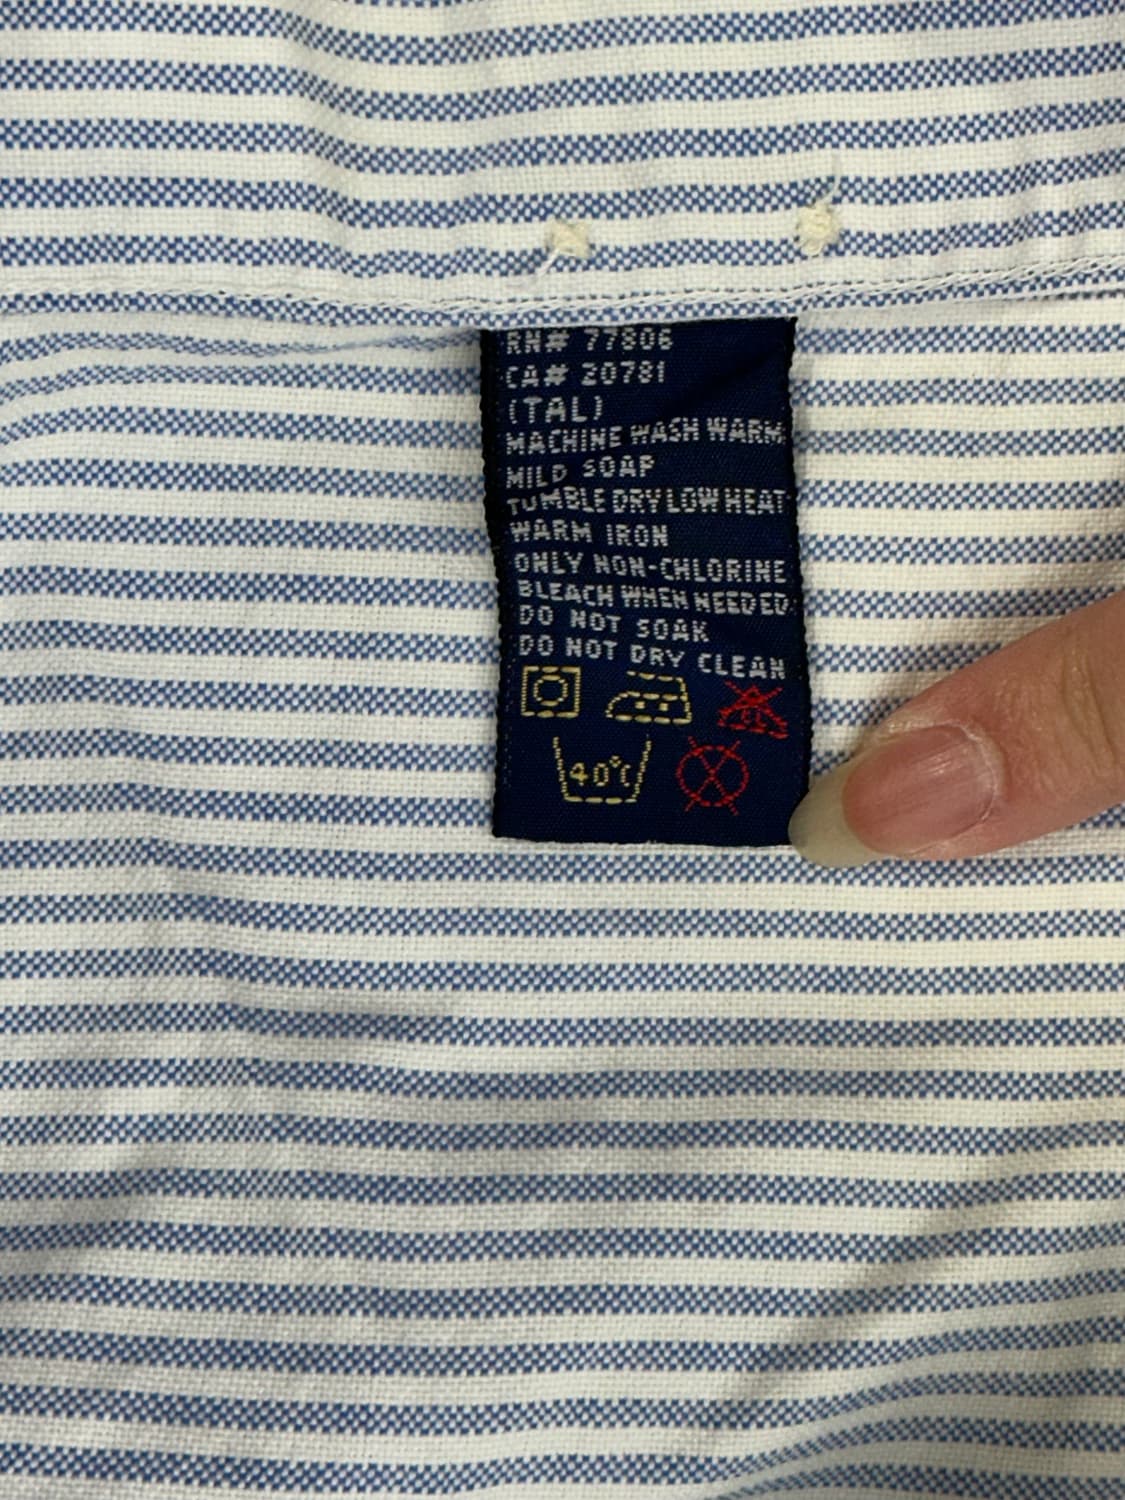 RN# 77806
CA# 20781
(TAL)
MACHINE WASH WARM
MILD SOAP
TUMBLE DRY LOW HEAT
WARM IRON
ONLY NON-CHLORINE
BLEACH WHEN NEEDED
DO NOT SOAK
DO NOT DRY CLEAN
CL
40°C